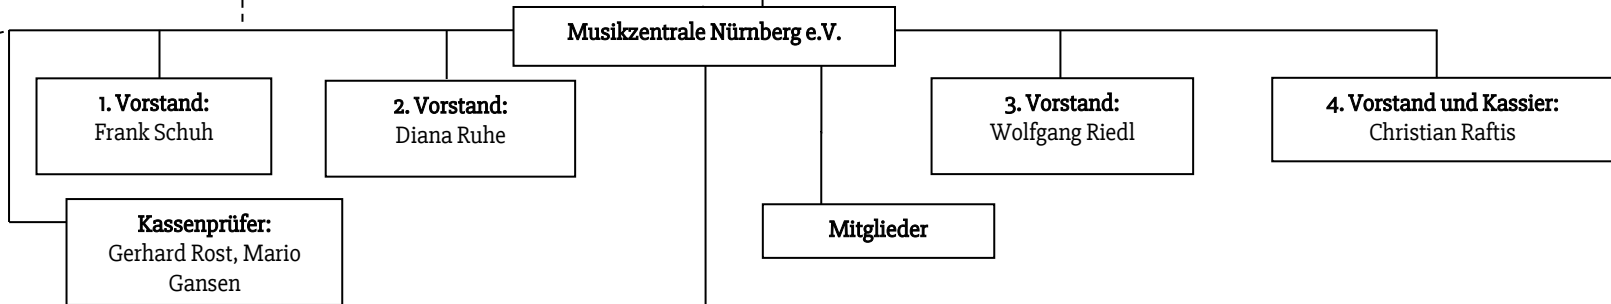 Musikzentrale Nürnberg e.V.
1. Vorstand:
Frank Schuh
2. Vorstand:
Diana Ruhe
3. Vorstand:
Wolfgang Riedl
4. Vorstand und Kassier:
Christian Raftis
Kassenprüfer:
Gerhard Rost, Mario
Gansen
Mitglieder